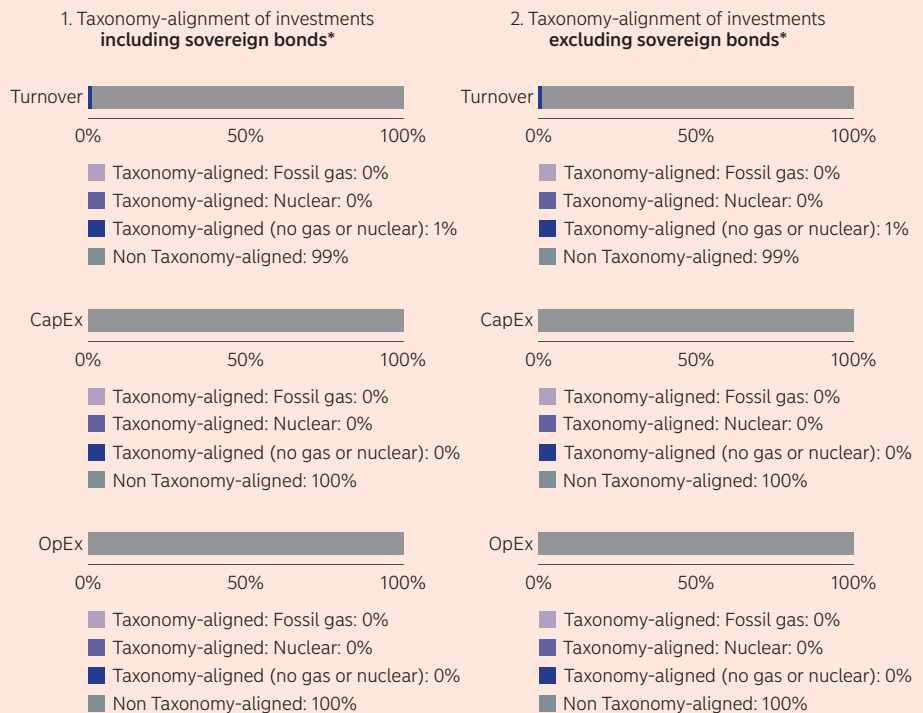 1. Taxonomy-alignment of investments
including sovereign bonds*
Turnover
0% 50% 100%
Taxonomy-aligned: Fossil gas: 0%
Taxonomy-aligned: Nuclear: 0%
Taxonomy-aligned (no gas or nuclear): 1%
Non Taxonomy-aligned: 99%
CapEx
0% 50% 100%
Taxonomy-aligned: Fossil gas: 0%
Taxonomy-aligned: Nuclear: 0%
Taxonomy-aligned (no gas or nuclear): 0%
Non Taxonomy-aligned: 100%
OpEx
0% 50% 100%
Taxonomy-aligned: Fossil gas: 0%
Taxonomy-aligned: Nuclear: 0%
Taxonomy-aligned (no gas or nuclear): 0%
Non Taxonomy-aligned: 100%
2. Taxonomy-alignment of investments
excluding sovereign bonds*
Turnover
0% 50% 100%
Taxonomy-aligned: Fossil gas: 0%
Taxonomy-aligned: Nuclear: 0%
Taxonomy-aligned (no gas or nuclear): 1%
Non Taxonomy-aligned: 99%
CapEx
0% 50% 100%
Taxonomy-aligned: Fossil gas: 0%
Taxonomy-aligned: Nuclear: 0%
Taxonomy-aligned (no gas or nuclear): 0%
Non Taxonomy-aligned: 100%
OpEx
0% 50% 100%
Taxonomy-aligned: Fossil gas: 0%
Taxonomy-aligned: Nuclear: 0%
Taxonomy-aligned (no gas or nuclear): 0%
Non Taxonomy-aligned: 100%